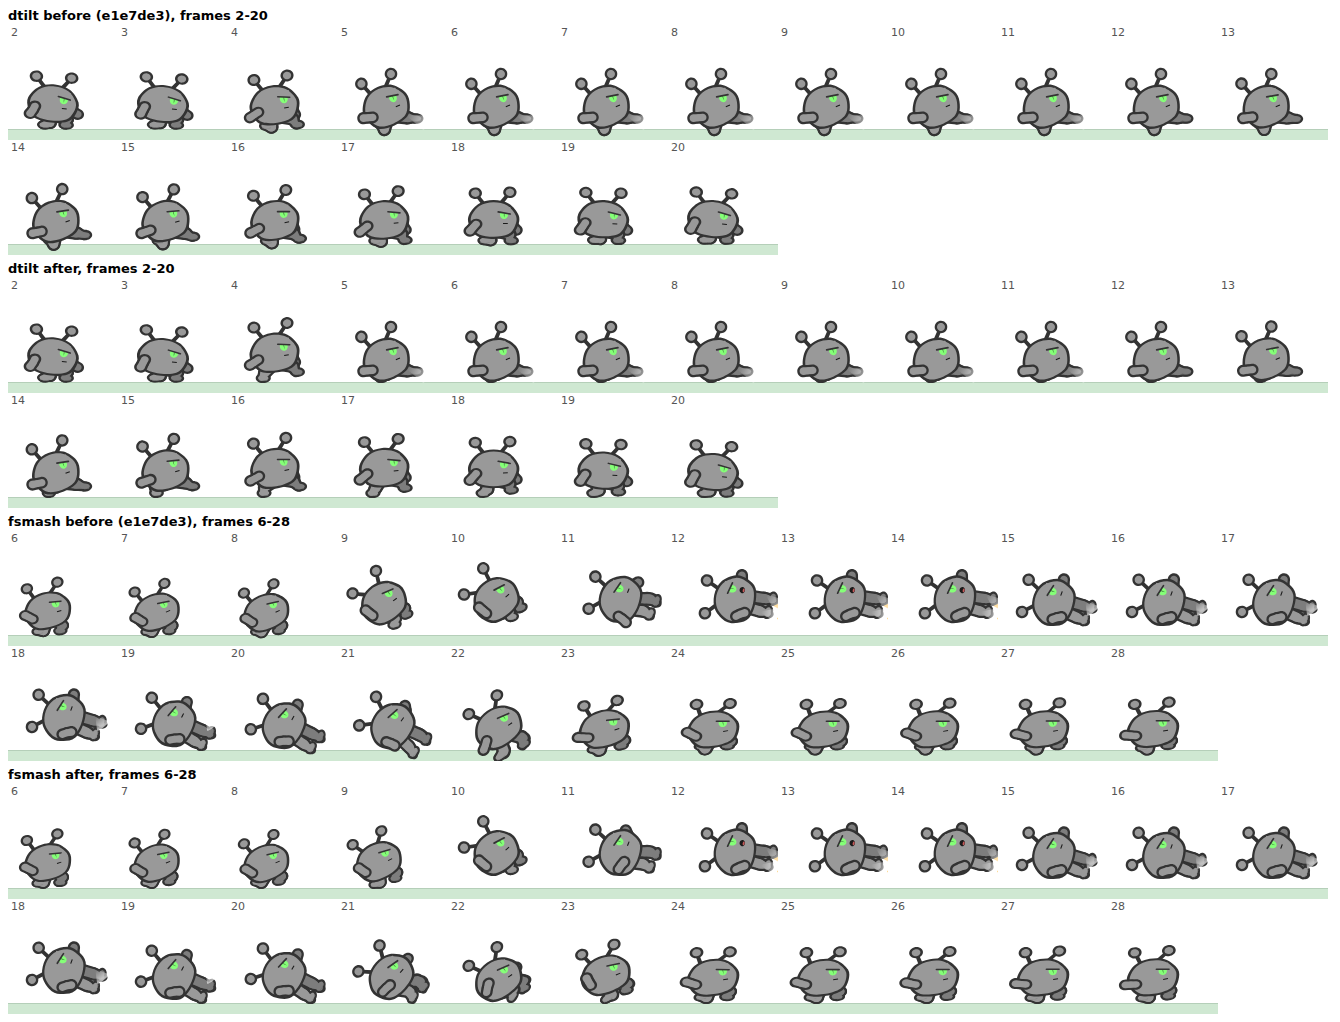 dtilt before (e1e7de3), frames 2-20
2 3 4 5 6 7 8 9 10 11 12 13
14 15 16 17 18 19 20
dtilt after, frames 2-20
2 3 4 5 6 7 8 9 10 11 12 13
14 15 16 17 18 19 20
fsmash before (e1e7de3), frames 6-28
6 7 8 9 10 11 12 13 14 15 16 17
18 19 20 21 22 23 24 25 26 27 28
fsmash after, frames 6-28
6 7 8 9 10 11 12 13 14 15 16 17
18 19 20 21 22 23 24 25 26 27 28